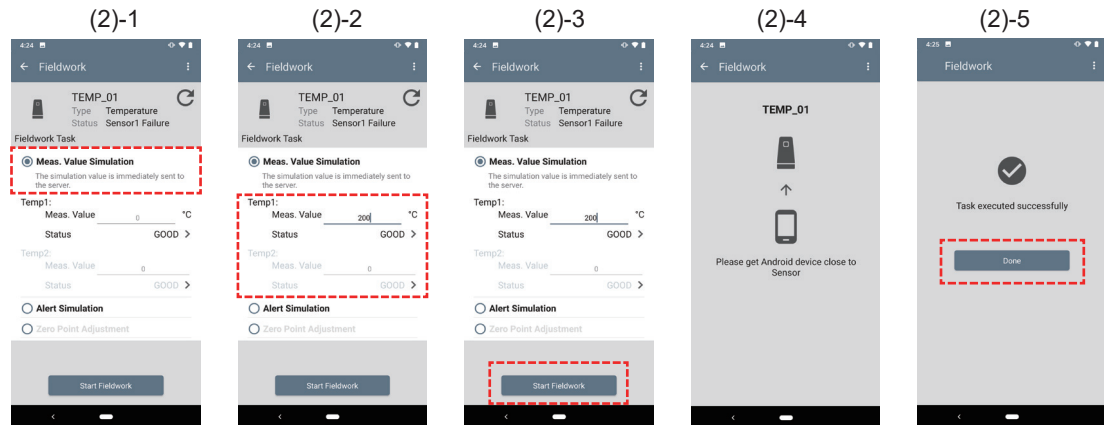 (2)-1
4:24
Fieldwork
TEMP_01
Type Temperature
Status Sensor1 Failure
Fieldwork Task
Meas. Value Simulation
The simulation value is immediately sent to
the server.
Temp1:
Meas. Value 0 °C
Status GOOD >
Temp2:
Meas. Value 0
Status GOOD >
Alert Simulation
Zero Point Adjustment
Start Fieldwork
(2)-2
4:24
Fieldwork
TEMP_01
Type Temperature
Status Sensor1 Failure
Fieldwork Task
Meas. Value Simulation
The simulation value is immediately sent to
the server.
Temp1:
Meas. Value 200 °C
Status GOOD >
Temp2:
Meas. Value 0
Status GOOD >
Alert Simulation
Zero Point Adjustment
Start Fieldwork
(2)-3
4:24
Fieldwork
TEMP_01
Type Temperature
Status Sensor1 Failure
Fieldwork Task
Meas. Value Simulation
The simulation value is immediately sent to
the server.
Temp1:
Meas. Value 200 °C
Status GOOD >
Temp2:
Meas. Value 0
Status GOOD >
Alert Simulation
Zero Point Adjustment
Start Fieldwork
(2)-4
4:24
Fieldwork
TEMP_01
Please get Android device close to
Sensor
(2)-5
4:25
Fieldwork
Task executed successfully
Done